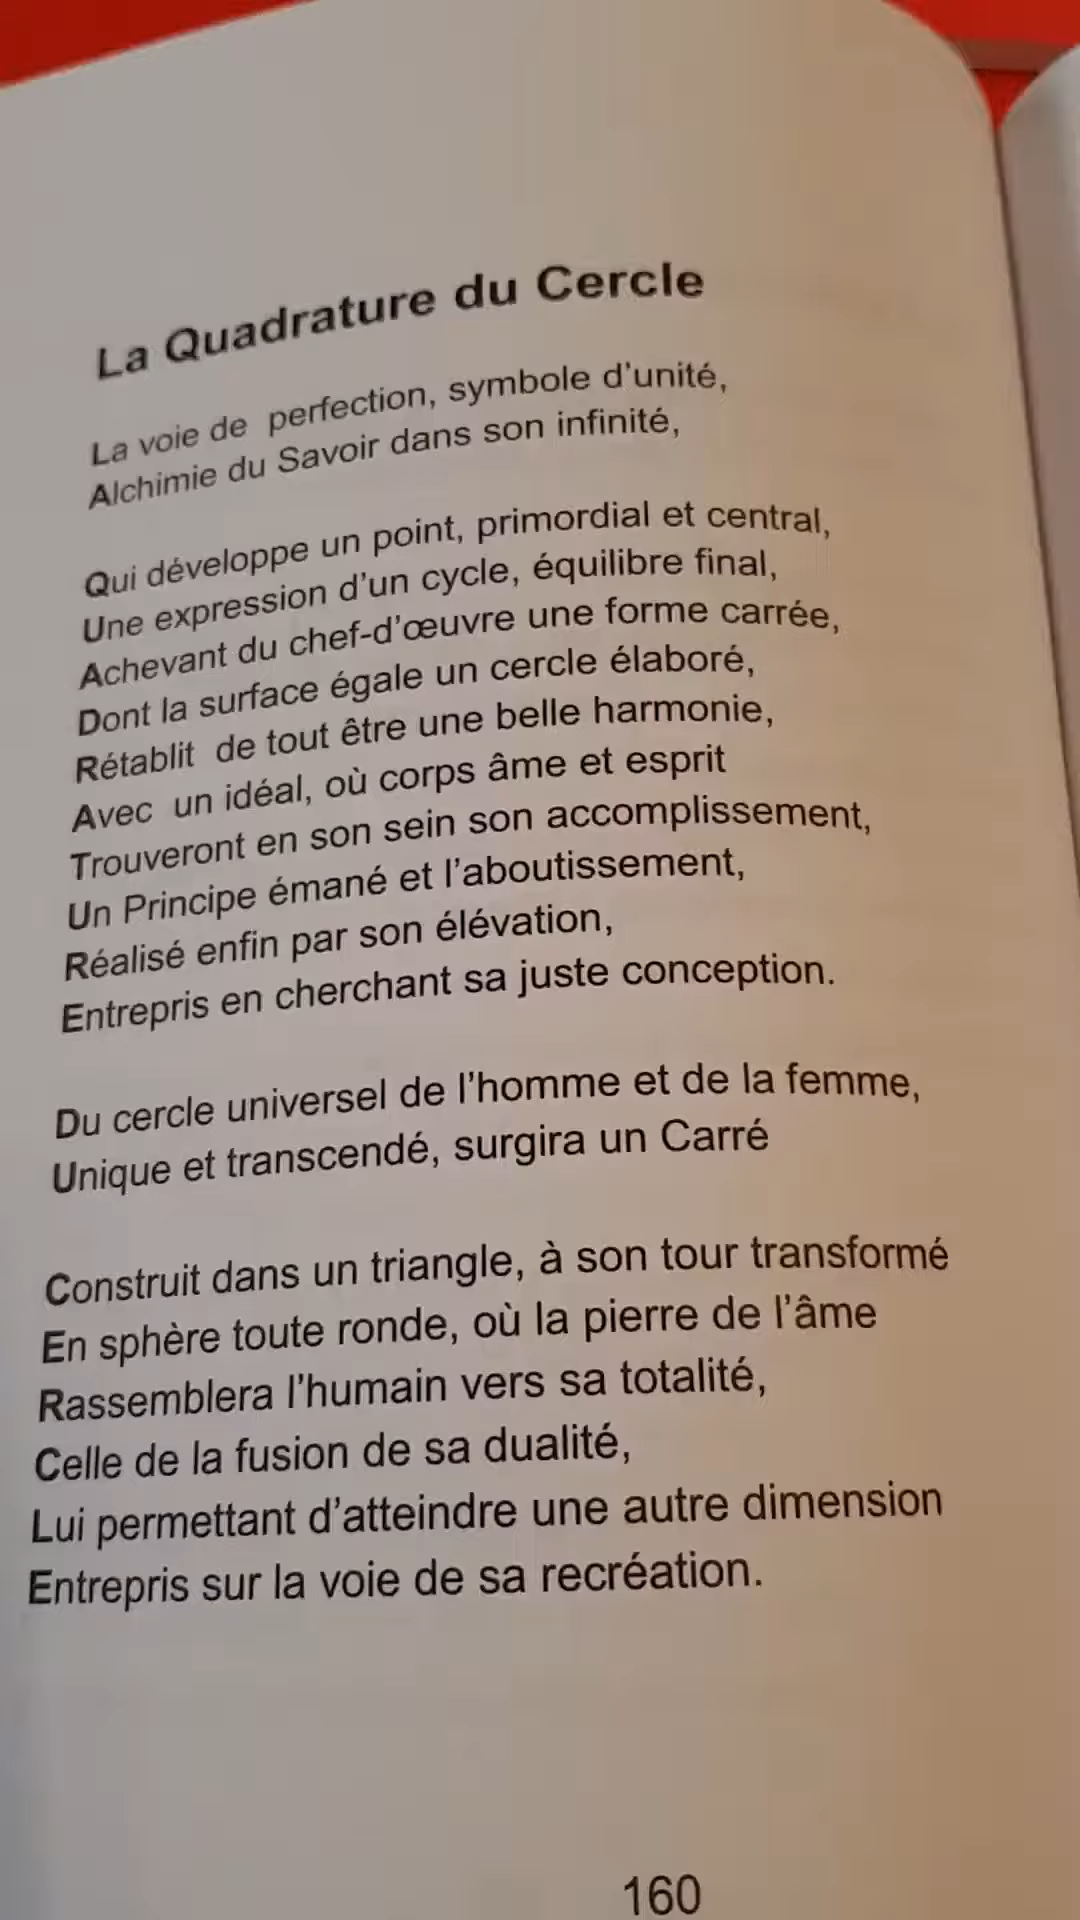 La Quadrature du Cercle
La voie de perfection, symbole d'unité,
Alchimie du Savoir dans son infinité,
Qui développe un point, primordial et central,
Une expression d'un cycle, équilibre final,
Achevant du chef-d'œuvre une forme carrée,
Dont la surface égale un cercle élaboré,
Rétablit de tout être une belle harmonie,
Avec un idéal, où corps âme et esprit
Trouveront en son sein son accomplissement,
Un Principe émané et l'aboutissement,
Réalisé enfin par son élévation,
Entrepris en cherchant sa juste conception.
Du cercle universel de l'homme et de la femme,
Unique et transcendé, surgira un Carré
Construit dans un triangle, à son tour transformé
En sphère toute ronde, où la pierre de l'âme
Rassemblera l'humain vers sa totalité,
Celle de la fusion de sa dualité,
Lui permettant d'atteindre une autre dimension
Entrepris sur la voie de sa recréation.
160